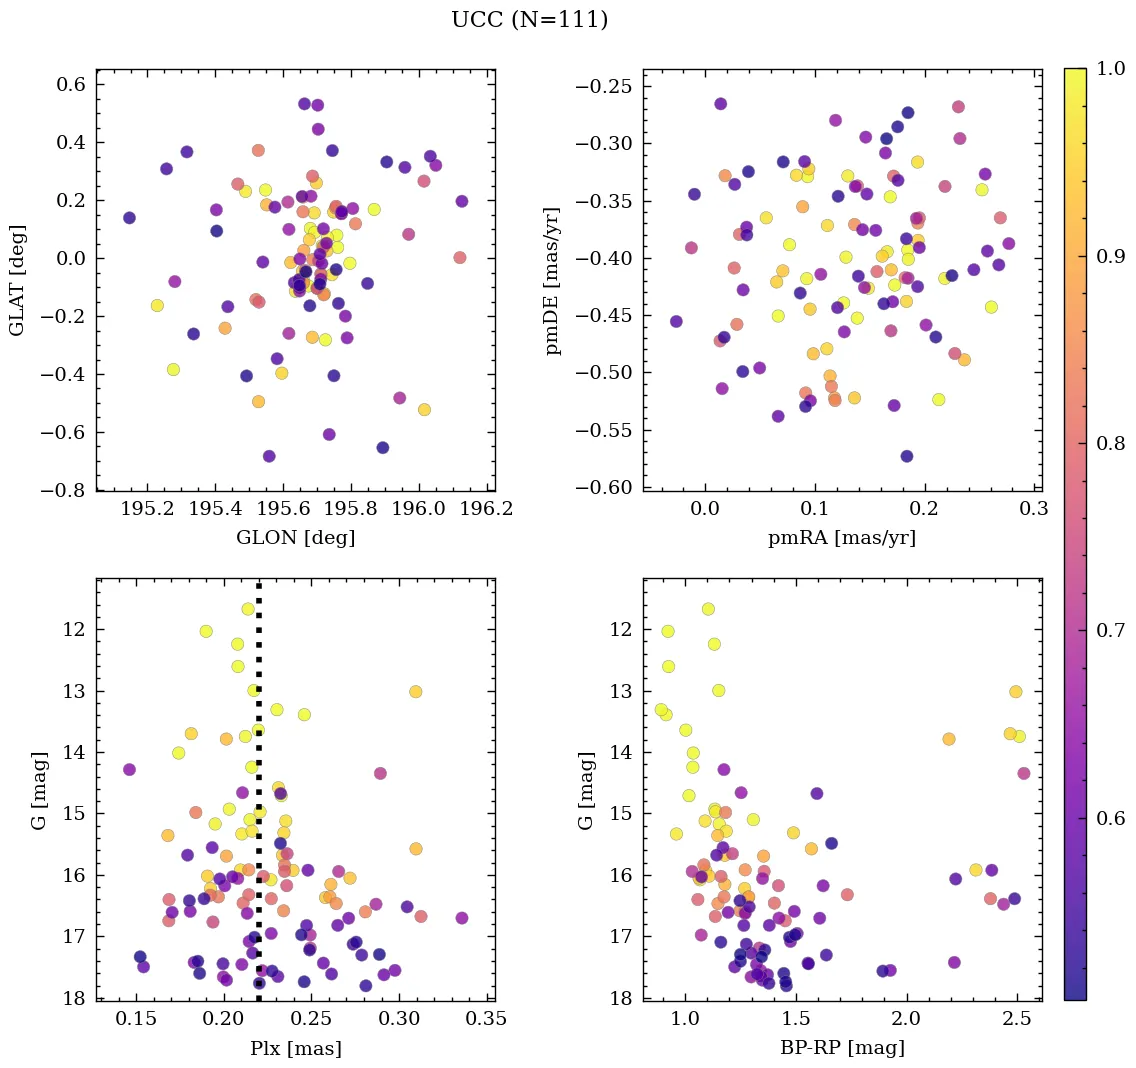 UCC (N=111)
0.6
0.4
0.2
0.0
−0.2
−0.4
−0.6
−0.8
GLAT [deg]
195.2 195.4 195.6 195.8 196.0 196.2
GLON [deg]
−0.25
−0.30
−0.35
−0.40
−0.45
−0.50
−0.55
−0.60
pmDE [mas/yr]
0.0 0.1 0.2 0.3
pmRA [mas/yr]
1.0
0.9
0.8
0.7
0.6
12
13
14
15
16
17
18
G [mag]
0.15 0.20 0.25 0.30 0.35
Plx [mas]
12
13
14
15
16
17
18
G [mag]
1.0 1.5 2.0 2.5
BP-RP [mag]